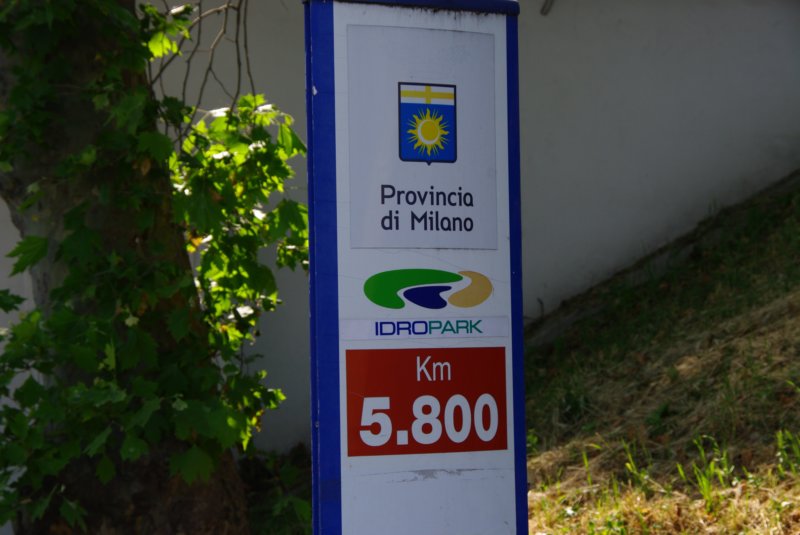 Provincia
di Milano
IDROPARK
Km
5.800